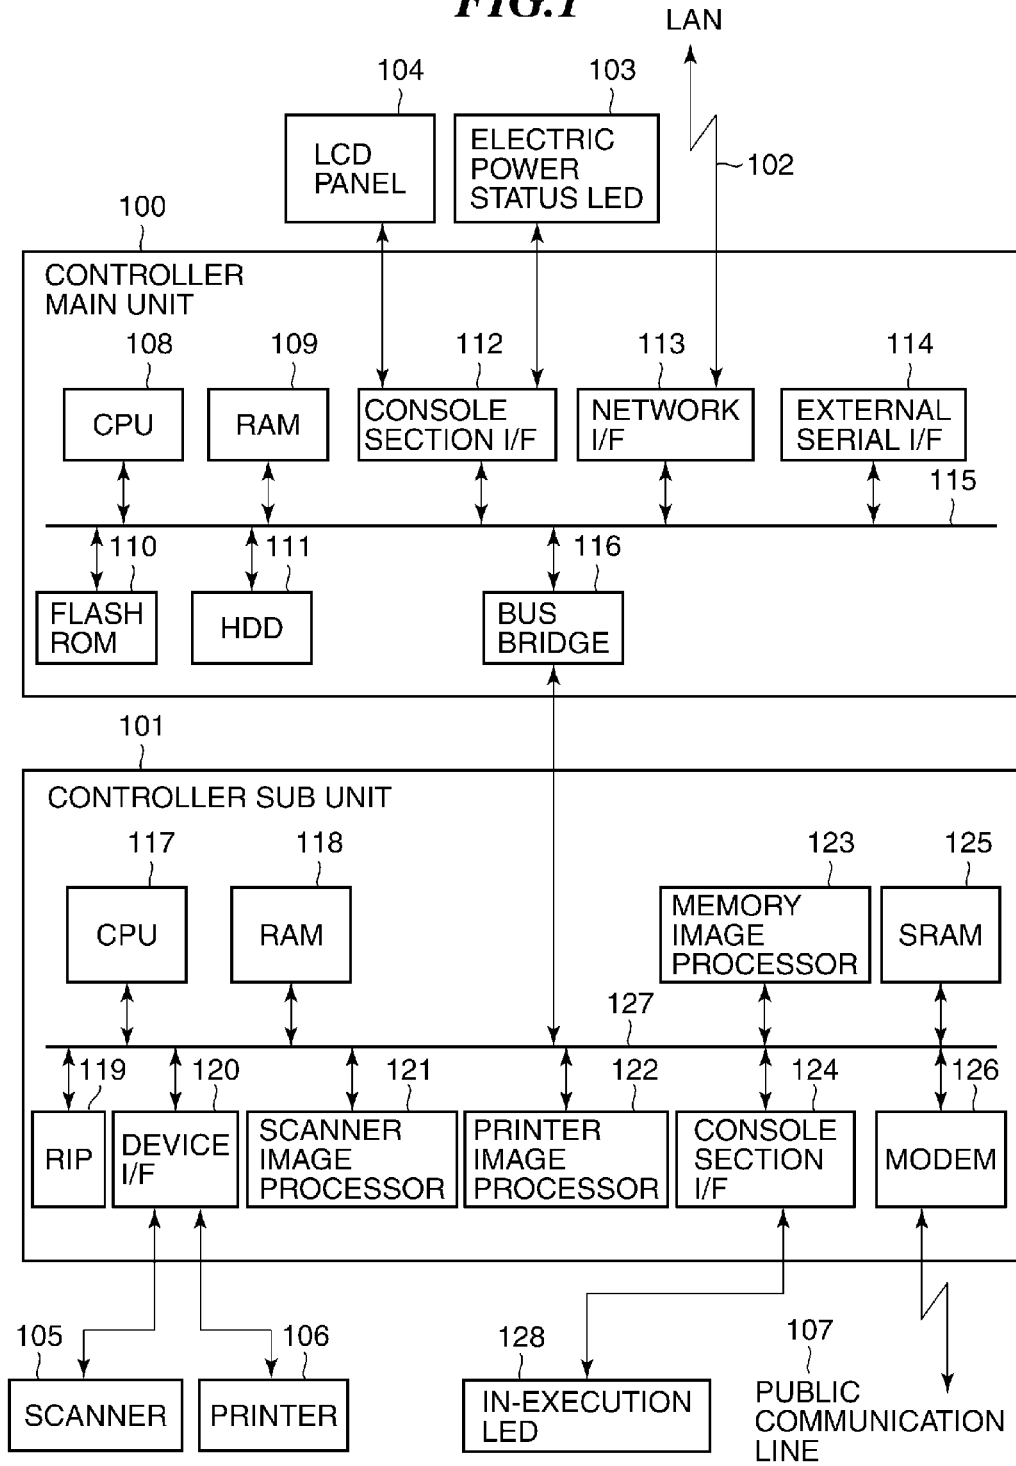 FIG.1
LAN
104
103
LCD
PANEL
ELECTRIC
POWER
STATUS LED
102
100
CONTROLLER
MAIN UNIT
108
109
112
113
114
CPU
RAM
CONSOLE
SECTION I/F
NETWORK
I/F
EXTERNAL
SERIAL I/F
115
110
111
116
FLASH
ROM
HDD
BUS
BRIDGE
101
CONTROLLER SUB UNIT
117
118
123
125
CPU
RAM
MEMORY
IMAGE
PROCESSOR
SRAM
127
119
120
121
122
124
126
RIP
DEVICE
I/F
SCANNER
IMAGE
PROCESSOR
PRINTER
IMAGE
PROCESSOR
CONSOLE
SECTION
I/F
MODEM
105
106
128
107
SCANNER
PRINTER
IN-EXECUTION
LED
PUBLIC
COMMUNICATION
LINE